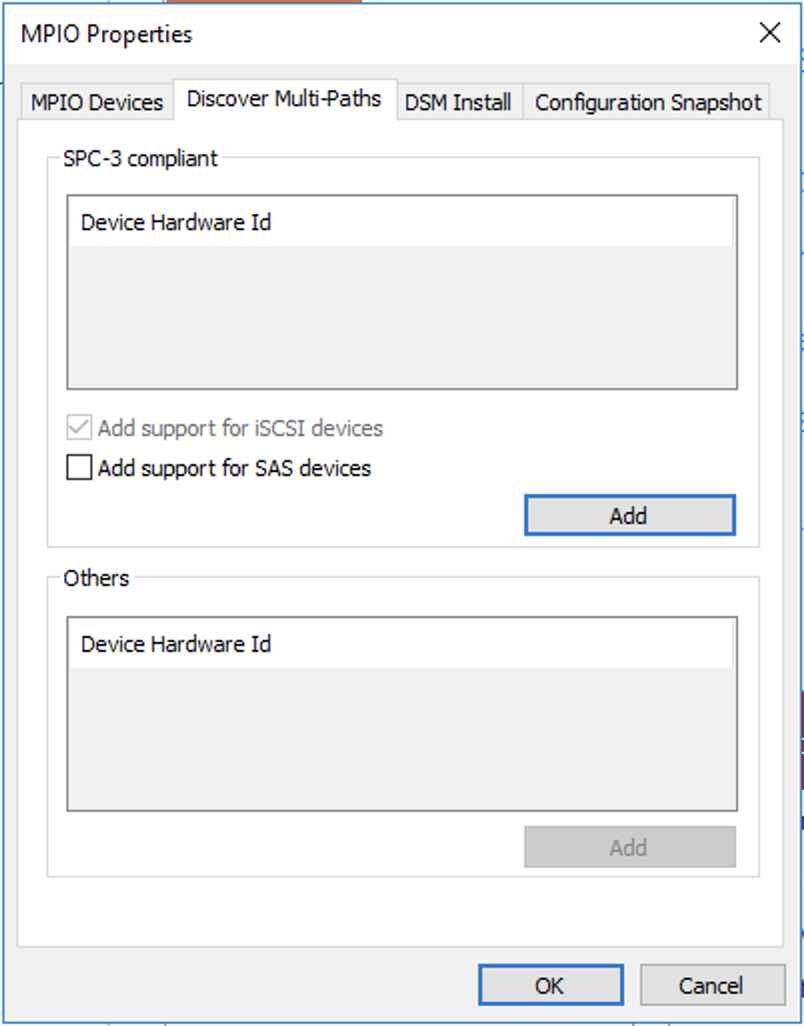 MPIO Properties
MPIO Devices
Discover Multi-Paths
DSM Install
Configuration Snapshot
SPC-3 compliant
Device Hardware Id
Add support for iSCSI devices
Add support for SAS devices
Add
Others
Device Hardware Id
Add
OK
Cancel